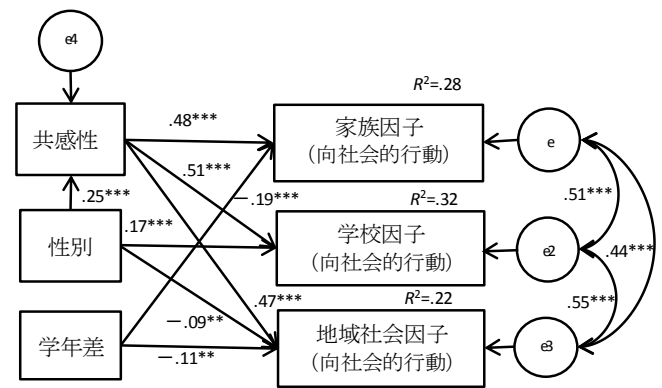 e4
R²=.28
共感性
.48***
家族因子
(向社会的行動)
e
.51***
.51***
－.19***
.25***
R²=.32
性別
.17***
学校因子
(向社会的行動)
e2
.44***
.47***
.55***
R²=.22
学年差
－.09**
－.11**
地域社会因子
(向社会的行動)
e3